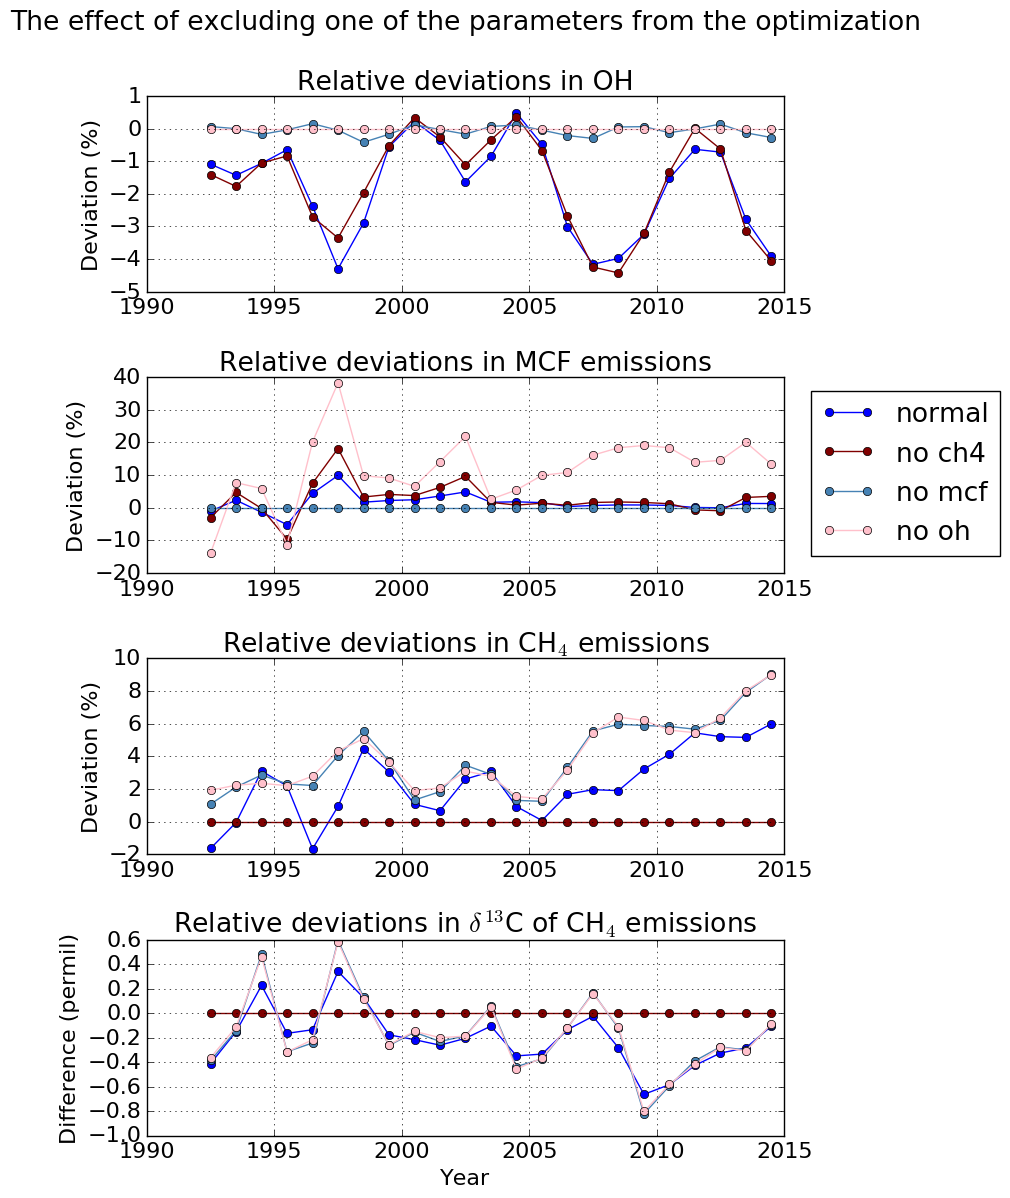 The effect of excluding one of the parameters from the optimization
Relative deviations in OH
Deviation (%)
1
0
−1
−2
−3
−4
−5
1990 1995 2000 2005 2010 2015
Relative deviations in MCF emissions
Deviation (%)
40
30
20
10
0
−10
−20
1990 1995 2000 2005 2010 2015
normal
no ch4
no mcf
no oh
Relative deviations in CH₄ emissions
Deviation (%)
10
8
6
4
2
0
−2
1990 1995 2000 2005 2010 2015
Relative deviations in δ¹³C of CH₄ emissions
Difference (permil)
0.6
0.4
0.2
0.0
−0.2
−0.4
−0.6
−0.8
−1.0
1990 1995 2000 2005 2010 2015
Year